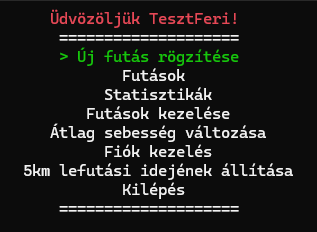 Üdvözöljük TesztFeri!
====================
> Új futás rögzítése
Futások
Statisztikák
Futások kezelése
Átlag sebesség változása
Fiók kezelés
5km lefutási idejének állítása
Kilépés
====================